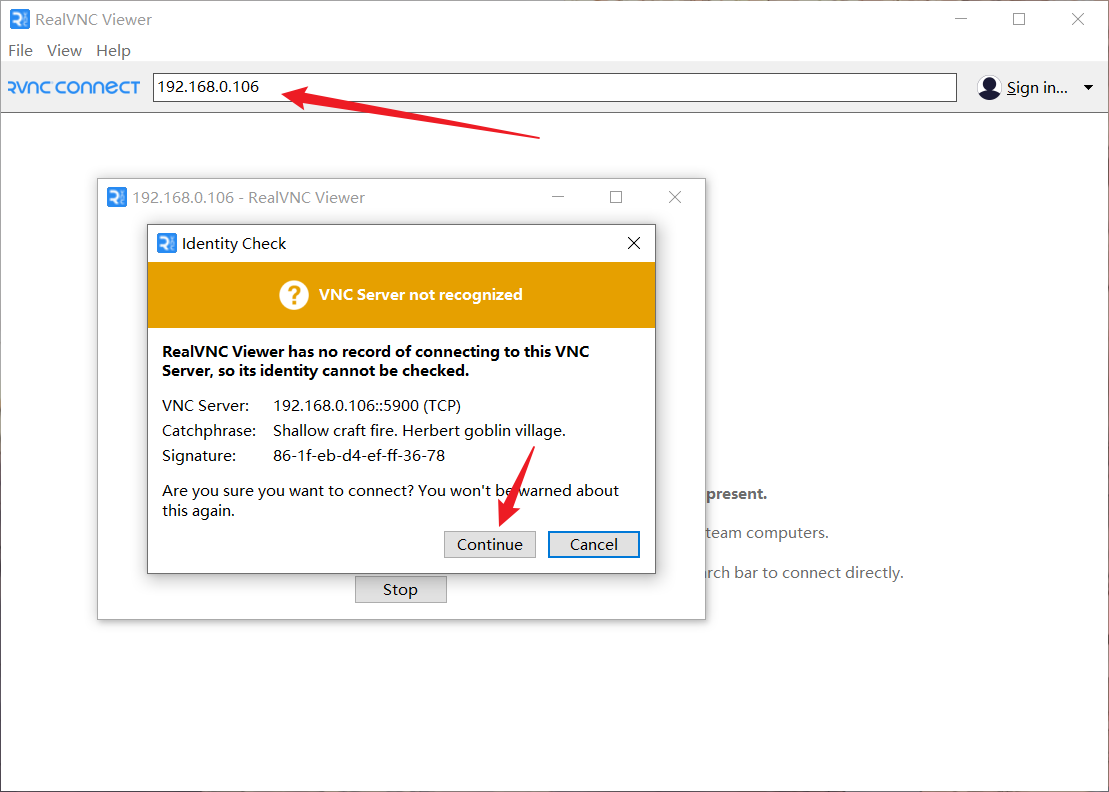 RealVNC Viewer
File View Help
RVNC CONNECT 192.168.0.106 Sign in...
192.168.0.106 - RealVNC Viewer
Identity Check
VNC Server not recognized
RealVNC Viewer has no record of connecting to this VNC
Server, so its identity cannot be checked.
VNC Server: 192.168.0.106::5900 (TCP)
Catchphrase: Shallow craft fire. Herbert goblin village.
Signature: 86-1f-eb-d4-ef-ff-36-78
Are you sure you want to connect? You won't be warned about
this again.
Continue Cancel
Stop
present.
team computers.
bar to connect directly.